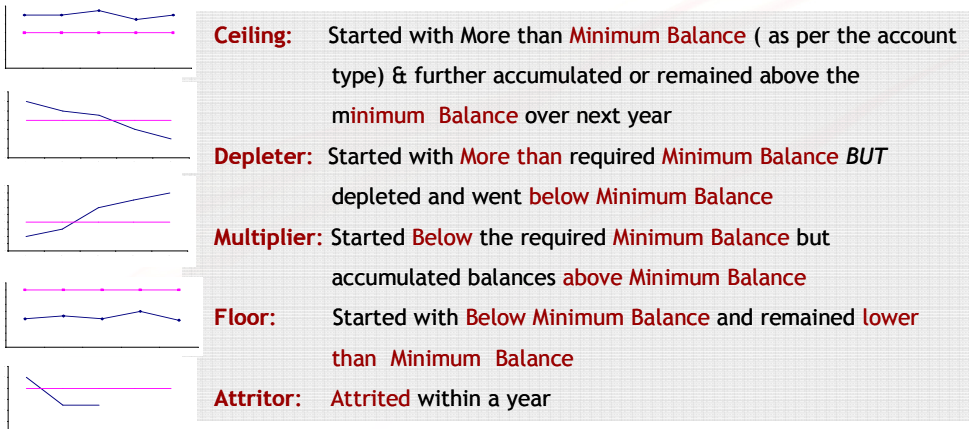 Ceiling: Started with More than Minimum Balance ( as per the account
type) & further accumulated or remained above the
minimum Balance over next year
Depleter: Started with More than required Minimum Balance BUT
depleted and went below Minimum Balance
Multiplier: Started Below the required Minimum Balance but
accumulated balances above Minimum Balance
Floor: Started with Below Minimum Balance and remained lower
than Minimum Balance
Attritor: Attrited within a year